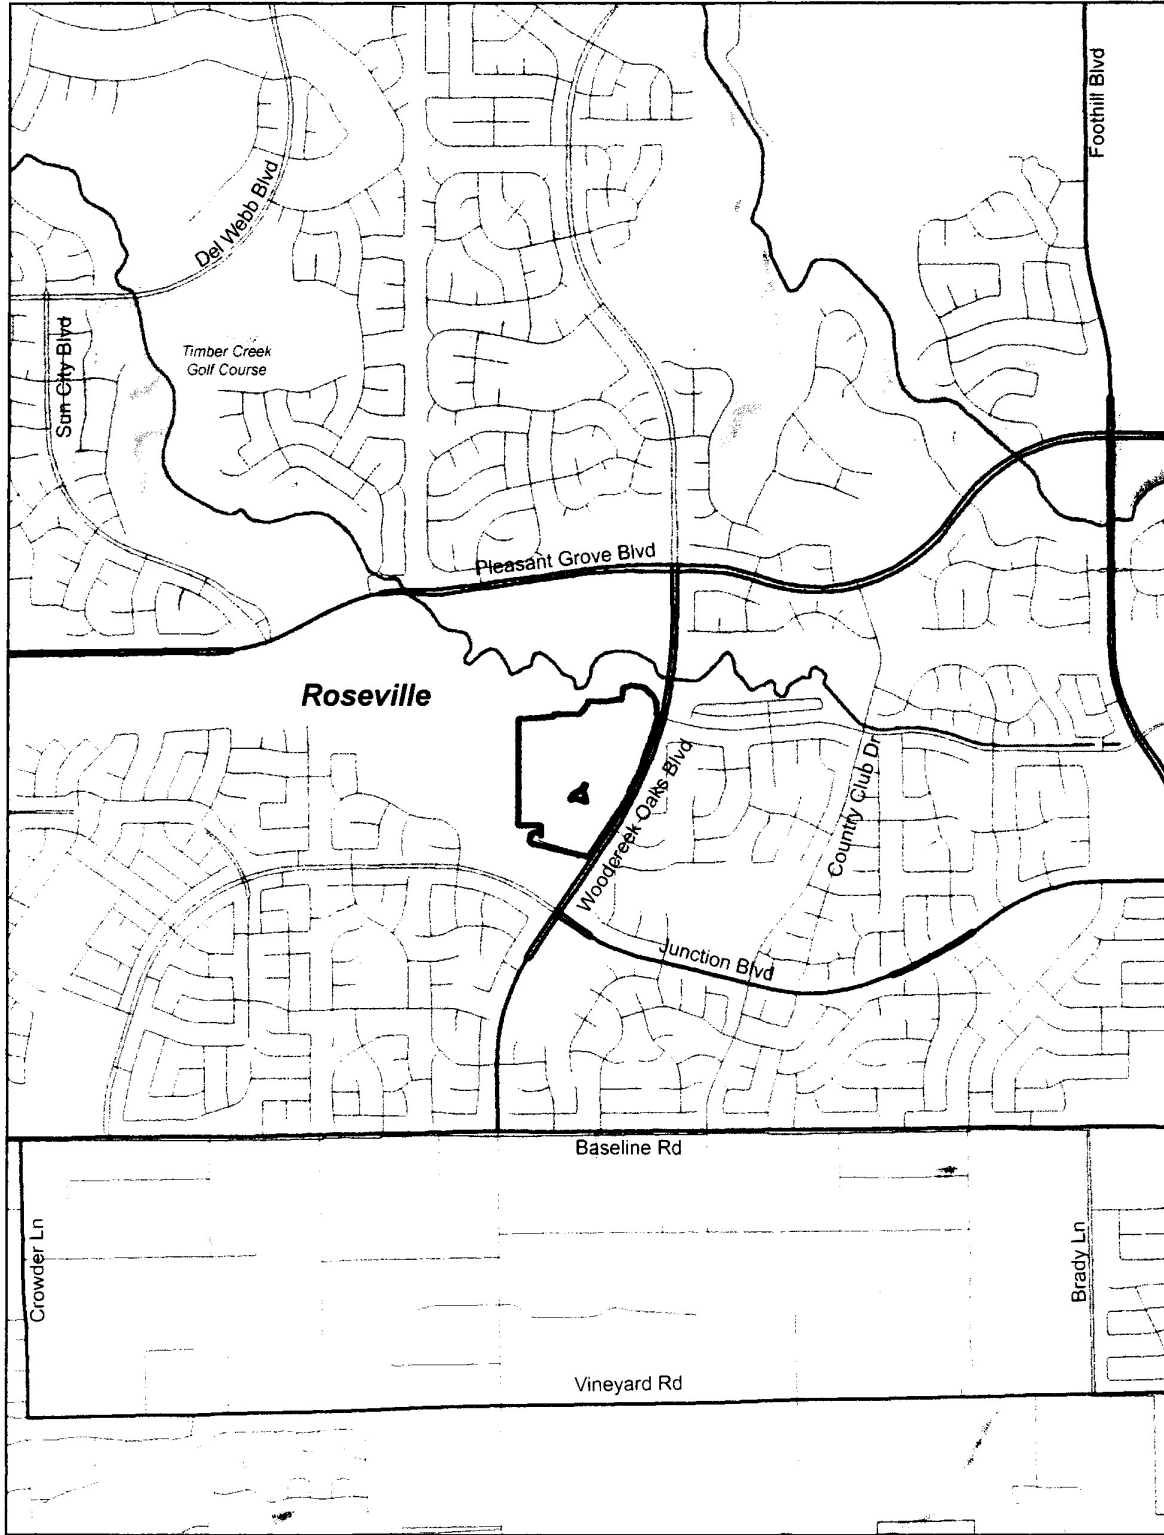 Foothill Blvd
Del Webb Blvd
Sun City Blvd
Timber Creek
Golf Course
Pleasant Grove Blvd
Roseville
Woodcreek Oaks Blvd
Country Club Dr
Junction Blvd
Baseline Rd
Crowder Ln
Brady Ln
Vineyard Rd